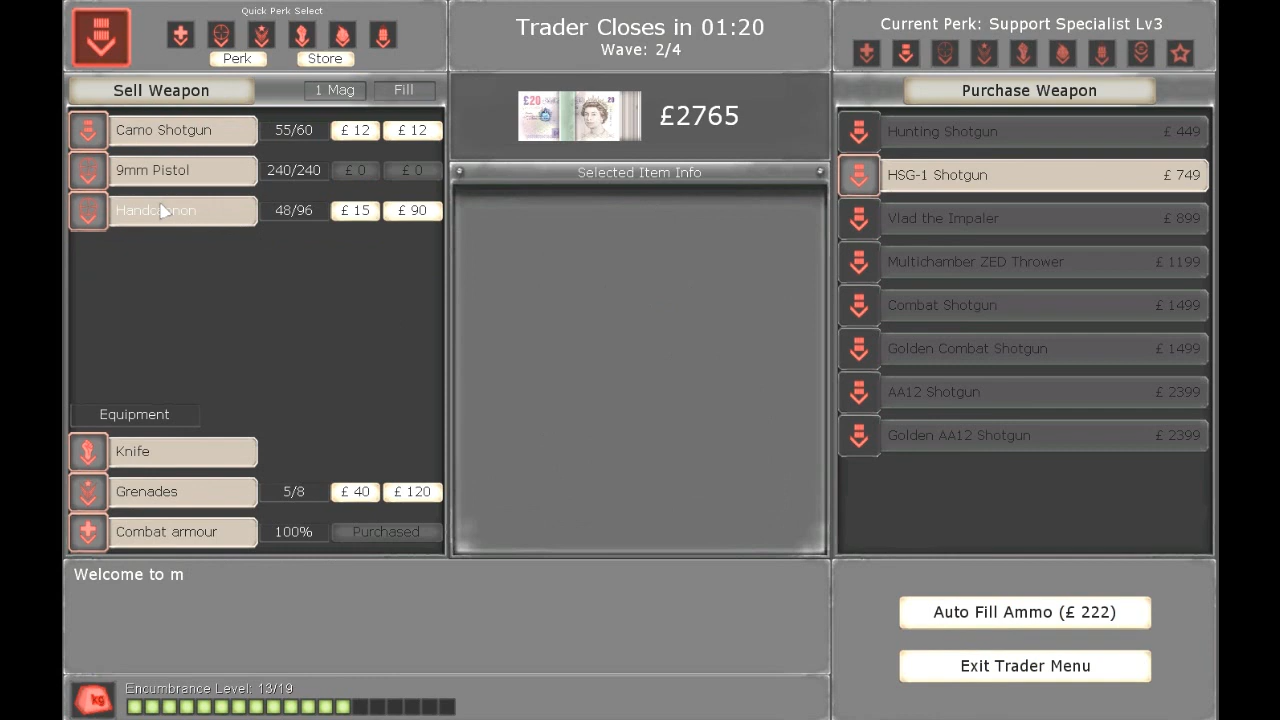 Quick Perk Select
Perk
Store
Trader Closes in 01:20
Wave: 2/4
Current Perk: Support Specialist Lv3
Sell Weapon
1 Mag
Fill
Camo Shotgun 55/60 £ 12 £ 12
9mm Pistol 240/240 £ 0 £ 0
Handcannon 48/96 £ 15 £ 90
Equipment
Knife
Grenades 5/8 £ 40 £ 120
Combat armour 100% Purchased
£20 20
£2765
Selected Item Info
Purchase Weapon
Hunting Shotgun £ 449
HSG-1 Shotgun £ 749
Vlad the Impaler £ 899
Multichamber ZED Thrower £ 1199
Combat Shotgun £ 1499
Golden Combat Shotgun £ 1499
AA12 Shotgun £ 2399
Golden AA12 Shotgun £ 2399
Welcome to m
Auto Fill Ammo (£ 222)
Exit Trader Menu
kg
Encumbrance Level: 13/19